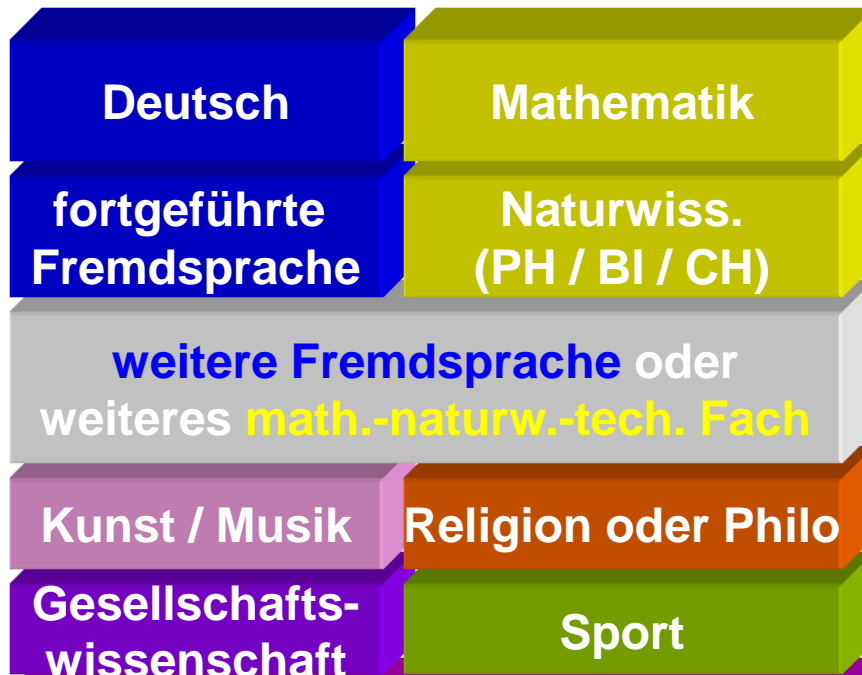 Deutsch
Mathematik
fortgeführte
Fremdsprache
Naturwiss.
(PH / BI / CH)
weitere Fremdsprache oder
weiteres math.-naturw.-tech. Fach
Kunst / Musik
Religion oder Philo
Gesellschafts-
wissenschaft
Sport